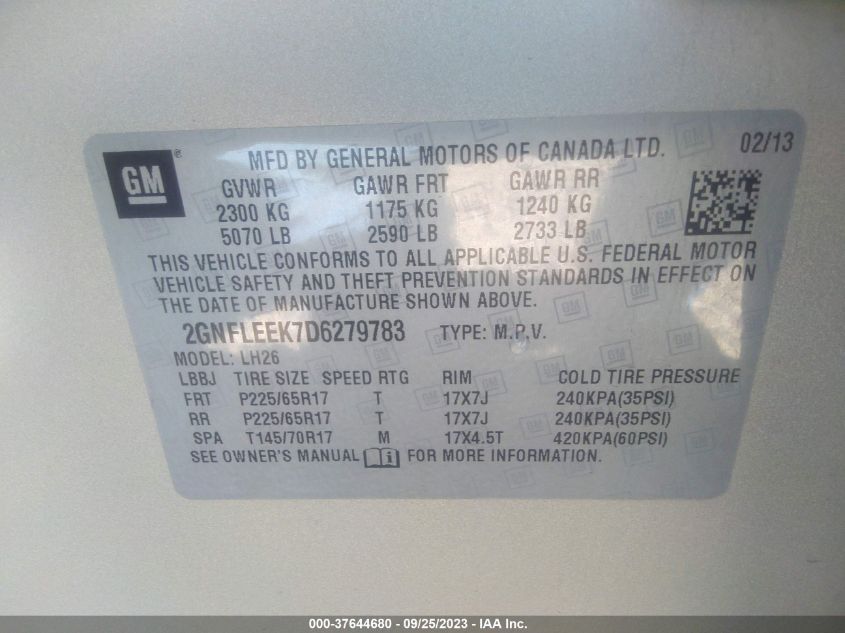 GM ®
MFD BY GENERAL MOTORS OF CANADA LTD. 02/13
GVWR GAWR FRT GAWR RR
2300 KG 1175 KG 1240 KG
5070 LB 2590 LB 2733 LB
THIS VEHICLE CONFORMS TO ALL APPLICABLE U.S. FEDERAL MOTOR
VEHICLE SAFETY AND THEFT PREVENTION STANDARDS IN EFFECT ON
THE DATE OF MANUFACTURE SHOWN ABOVE.
2GNFLEEK7D6279783 TYPE: M.P.V.
MODEL: LH26
LBBJ TIRE SIZE SPEED RTG RIM COLD TIRE PRESSURE
FRT P225/65R17 T 17X7J 240KPA(35PSI)
RR P225/65R17 T 17X7J 240KPA(35PSI)
SPA T145/70R17 M 17X4.5T 420KPA(60PSI)
SEE OWNER'S MANUAL FOR MORE INFORMATION.
000-37644680 - 09/25/2023 - IAA Inc.